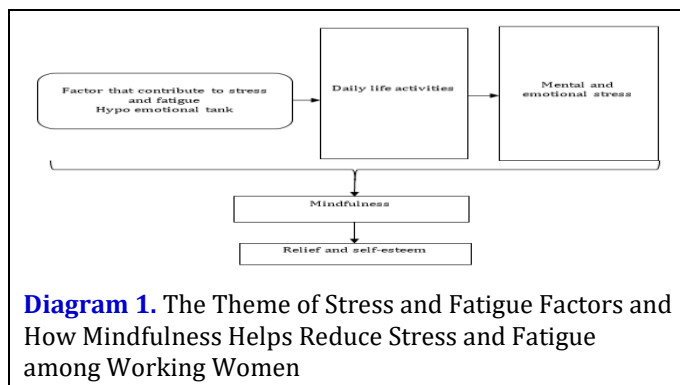 Factor that contribute to stress
and fatigue
Hypo emotional tank
Daily life activities
Mental and
emotional stress
Mindfulness
Relief and self-esteem
Diagram 1. The Theme of Stress and Fatigue Factors and
How Mindfulness Helps Reduce Stress and Fatigue
among Working Women